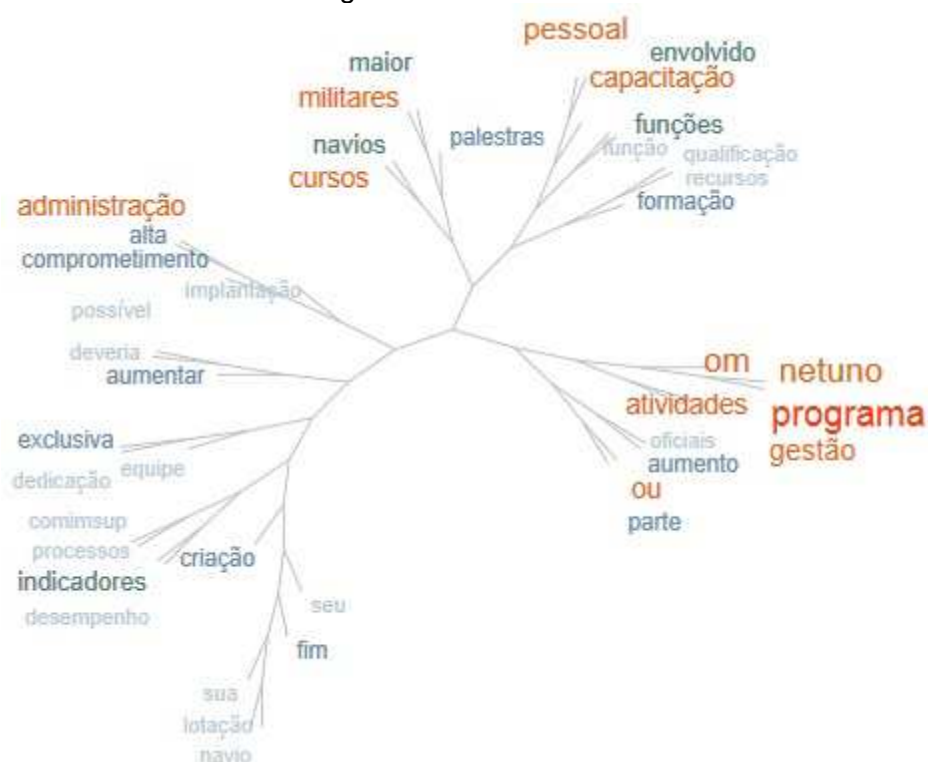 pessoal
envolvido
maior
capacitação
militares
funções
palestras
navios
função
qualificação
cursos
recursos
formação
administração
alta
comprometimento
implantação
possível
deveria
aumentar
om
netuno
atividades
programa
exclusiva
oficiais
gestão
equipe
aumento
dedicação
ou
comimsup
parte
processos
criação
indicadores
seu
desempenho
fim
sua
lotação
navio